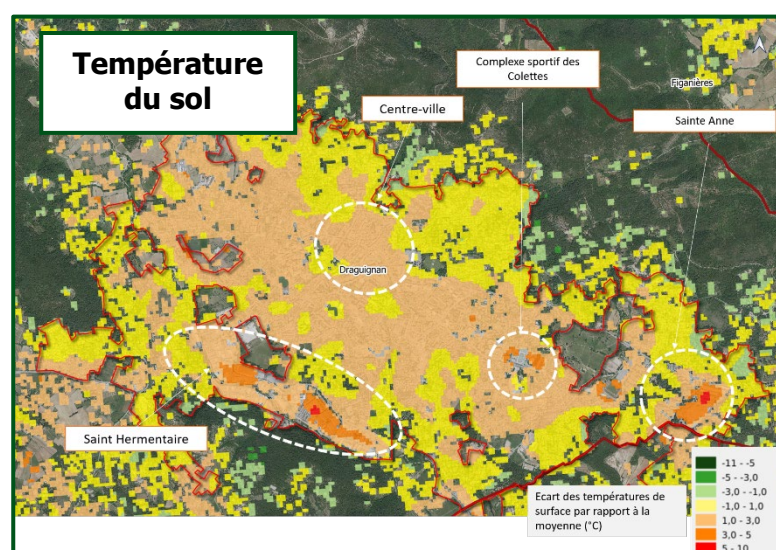 Température
du sol
Complexe sportif des
Colettes
Figanières
Centre-ville
Sainte Anne
Draguignan
Saint Hermentaire
Ecart des températures de
surface par rapport à la
moyenne (°C)
-11 - -5
-5 - -3,0
-3,0 - -1,0
-1,0 - 1,0
1,0 - 3,0
3,0 - 5
5 - 10